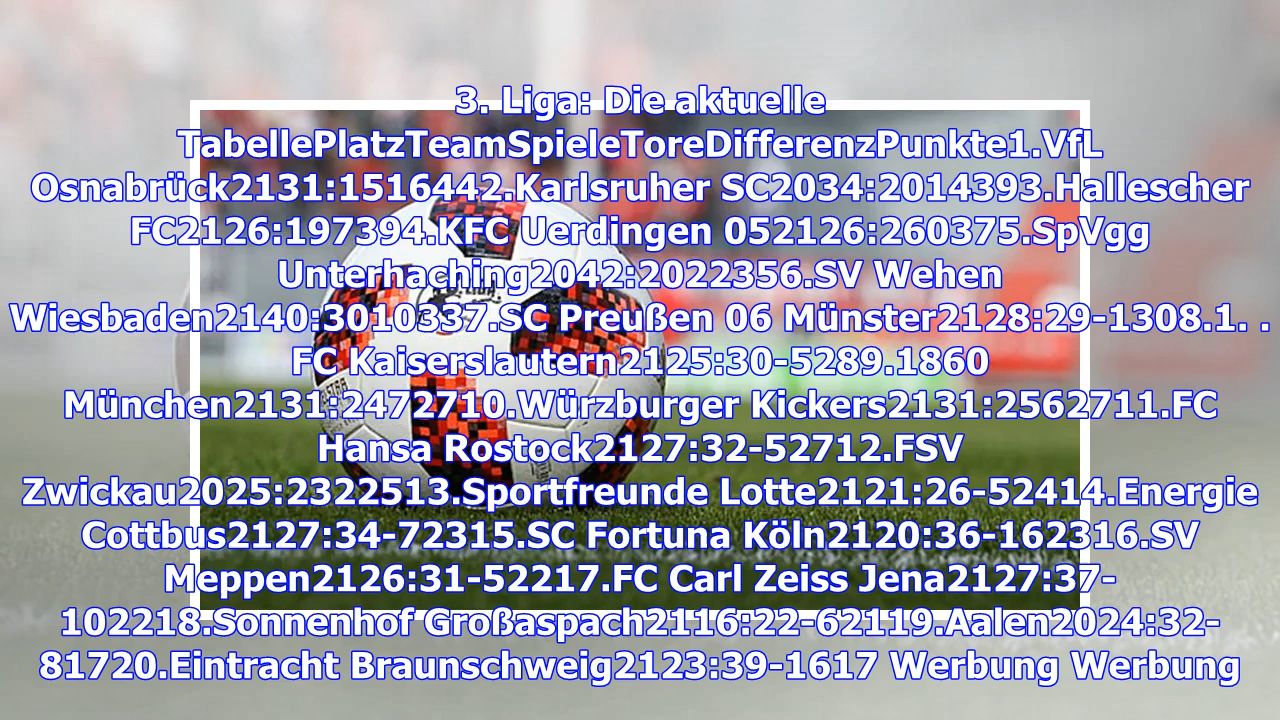 3. Liga: Die aktuelle
TabellePlatzTeamSpieleToreDifferenzPunkte1.VfL
Osnabrück2131:1516442.Karlsruher SC2034:2014393.Hallescher
FC2126:197394.KFC Uerdingen 052126:260375.SpVgg
Unterhaching2042:2022356.SV Wehen
Wiesbaden2140:3010337.SC Preußen 06 Münster2128:29-1308.1. .
FC Kaiserslautern2125:30-5289.1860
München2131:2472710.Würzburger Kickers2131:2562711.FC
Hansa Rostock2127:32-52712.FSV
Zwickau2025:2322513.Sportfreunde Lotte2121:26-52414.Energie
Cottbus2127:34-72315.SC Fortuna Köln2120:36-162316.SV
Meppen2126:31-52217.FC Carl Zeiss Jena2127:37-
102218.Sonnenhof Großaspach2116:22-62119.Aalen2024:32-
81720.Eintracht Braunschweig2123:39-1617 Werbung Werbung